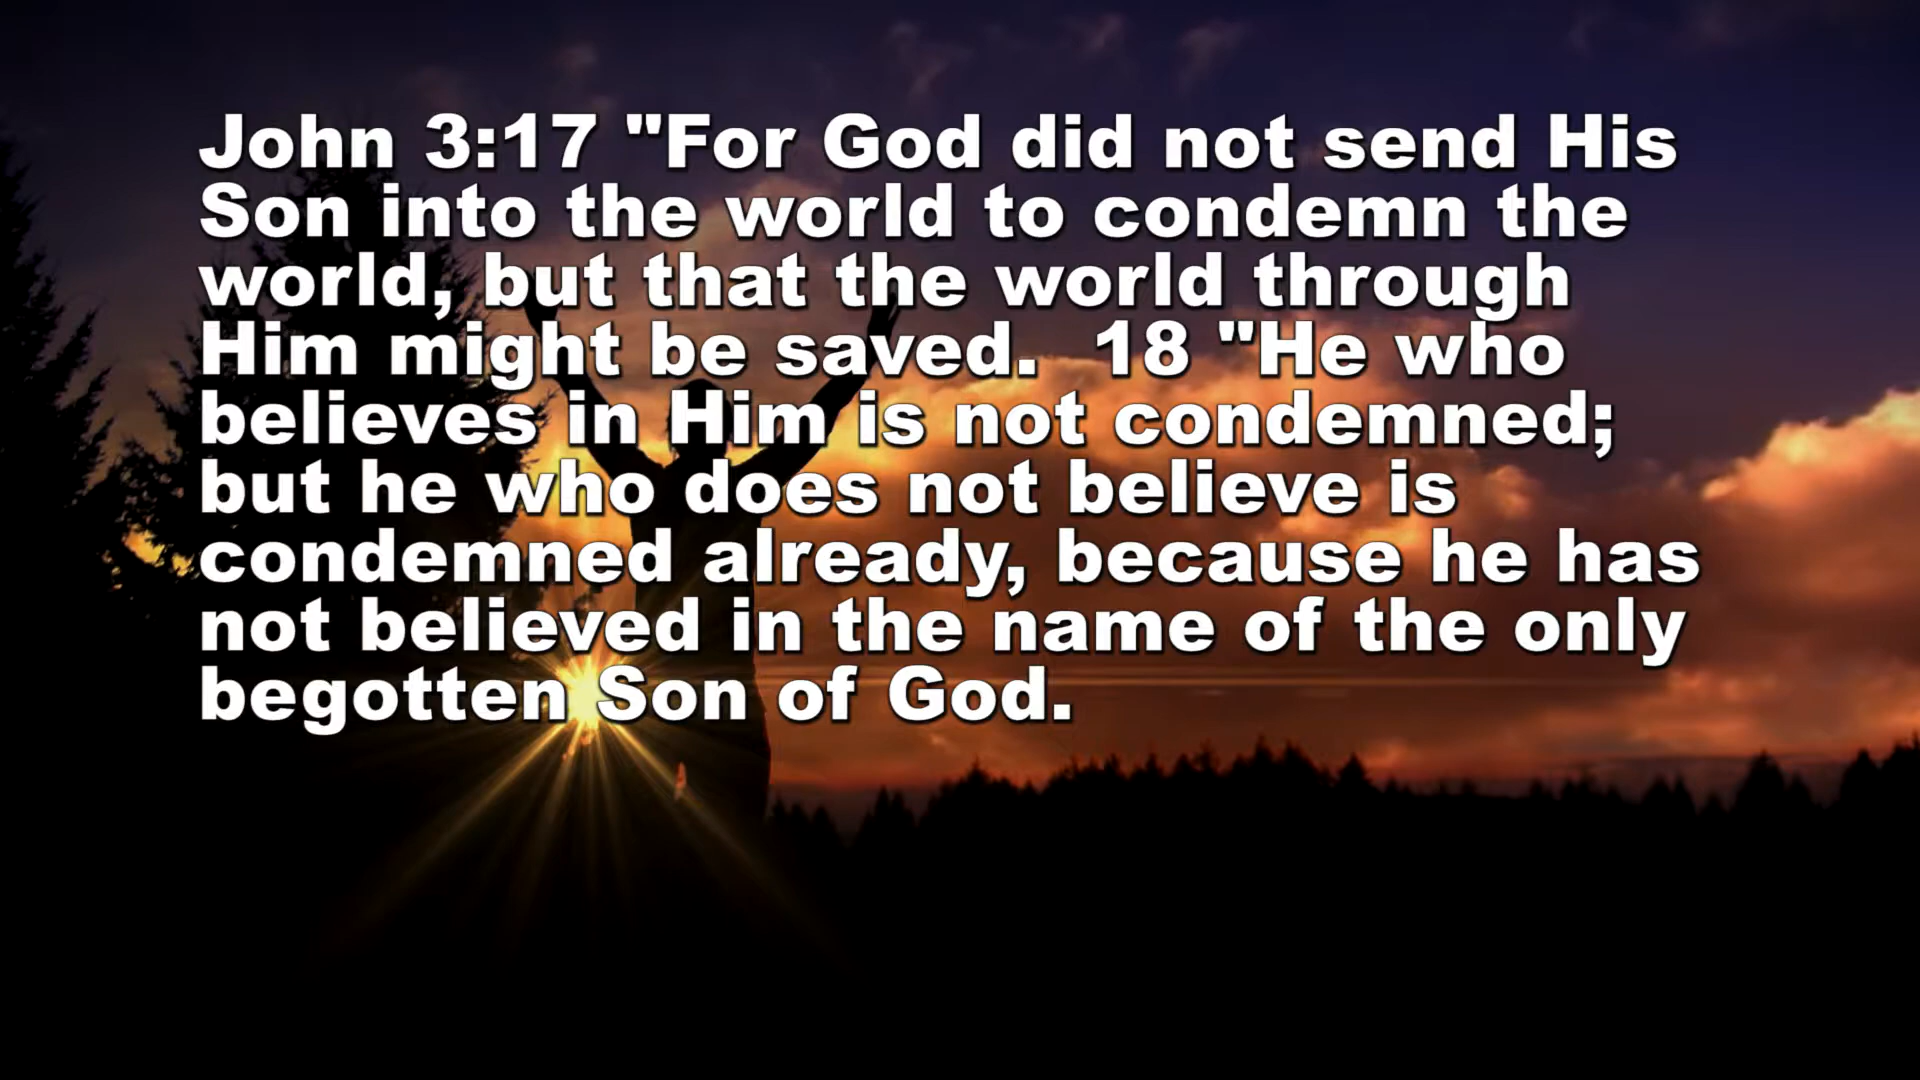 John 3:17 "For God did not send His
Son into the world to condemn the
world, but that the world through
Him might be saved.  18 "He who
believes in Him is not condemned;
but he who does not believe is
condemned already, because he has
not believed in the name of the only
begotten Son of God.